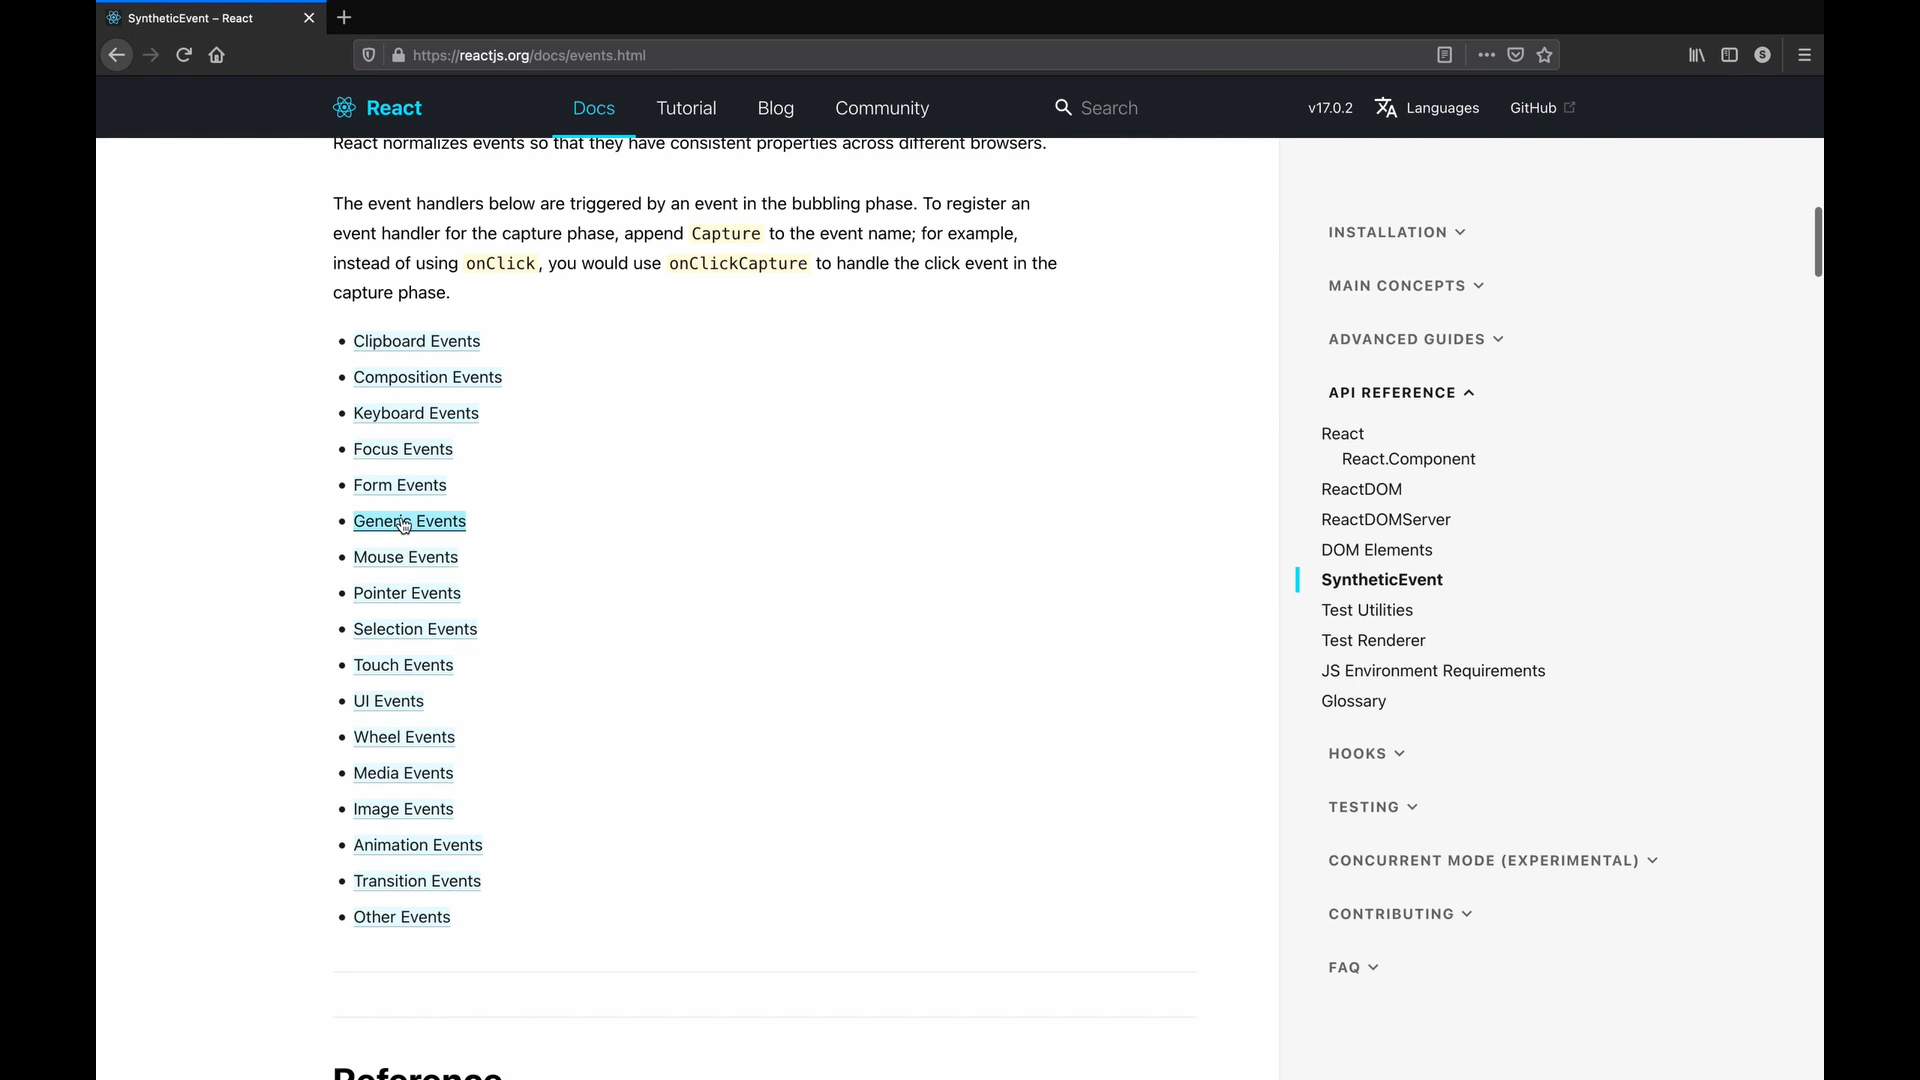 SyntheticEvent – React
https://reactjs.org/docs/events.html
S
React
Docs
Tutorial
Blog
Community
Search
v17.0.2
Languages
GitHub
React normalizes events so that they have consistent properties across different browsers.
The event handlers below are triggered by an event in the bubbling phase. To register an
event handler for the capture phase, append Capture to the event name; for example,
instead of using onClick, you would use onClickCapture to handle the click event in the
capture phase.
Clipboard Events
Composition Events
Keyboard Events
Focus Events
Form Events
Generic Events
Mouse Events
Pointer Events
Selection Events
Touch Events
UI Events
Wheel Events
Media Events
Image Events
Animation Events
Transition Events
Other Events
Reference
INSTALLATION
MAIN CONCEPTS
ADVANCED GUIDES
API REFERENCE
React
React.Component
ReactDOM
ReactDOMServer
DOM Elements
SyntheticEvent
Test Utilities
Test Renderer
JS Environment Requirements
Glossary
HOOKS
TESTING
CONCURRENT MODE (EXPERIMENTAL)
CONTRIBUTING
FAQ